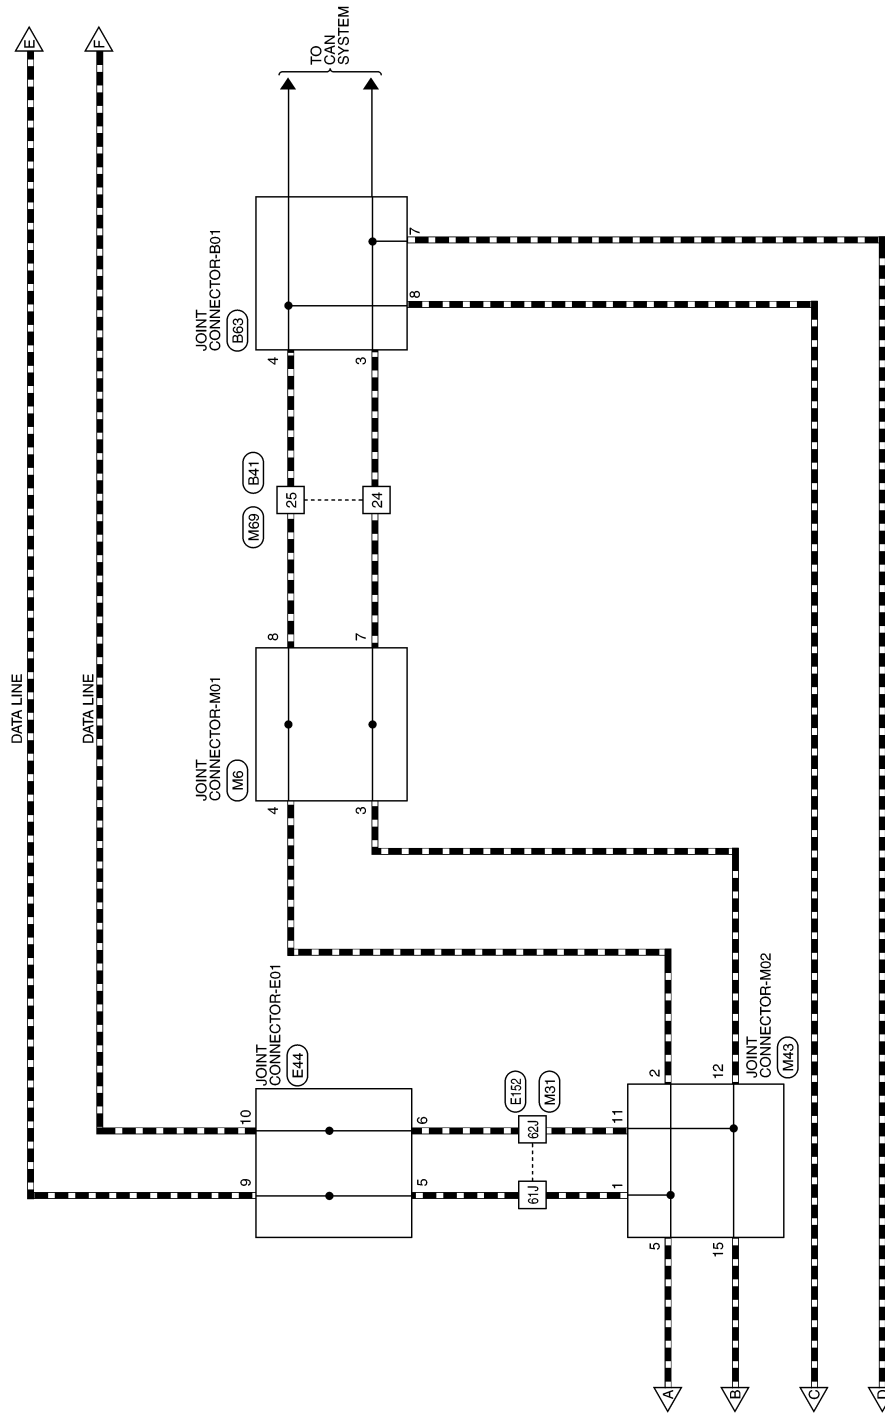 E
F
DATA LINE
DATA LINE
TO
CAN
SYSTEM
JOINT
CONNECTOR-B01
B63
4
3
8
7
M69
B41
25
24
JOINT
CONNECTOR-M01
M6
8
7
4
3
JOINT
CONNECTOR-E01
E44
9
10
5
6
E152
M31
61J
62J
1
11
JOINT
CONNECTOR-M02
M43
2
12
5
15
A
B
C
D